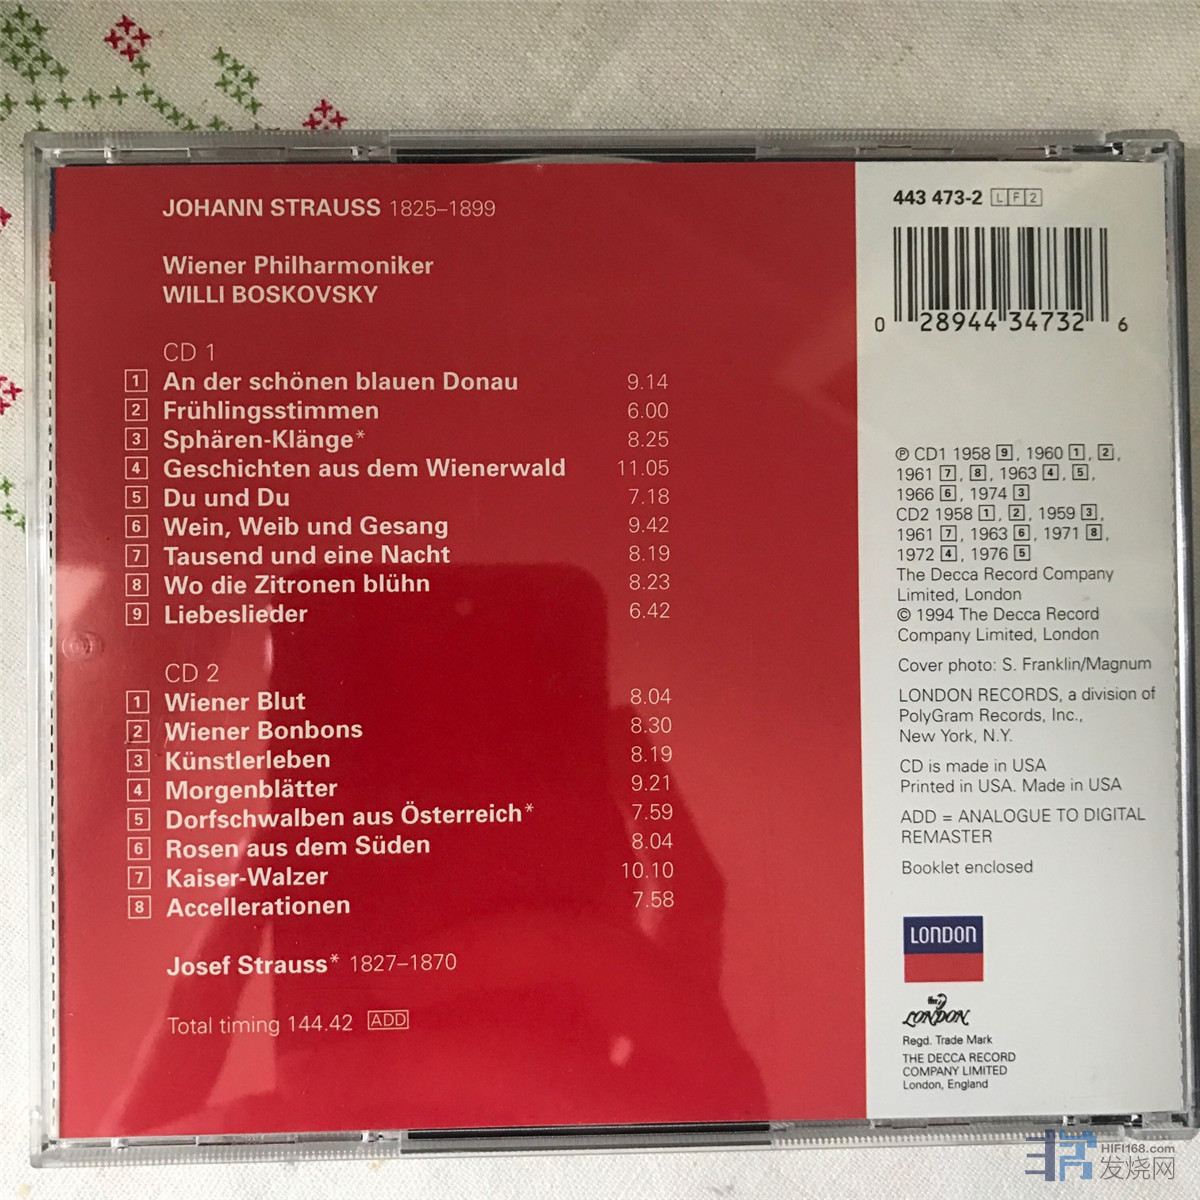 JOHANN STRAUSS 1825–1899
Wiener Philharmoniker
WILLI BOSKOVSKY
CD 1
1 An der schönen blauen Donau 9.14
2 Frühlingsstimmen 6.00
3 Sphären-Klänge* 8.25
4 Geschichten aus dem Wienerwald 11.05
5 Du und Du 7.18
6 Wein, Weib und Gesang 9.42
7 Tausend und eine Nacht 8.19
8 Wo die Zitronen blühn 8.23
9 Liebeslieder 6.42
CD 2
1 Wiener Blut 8.04
2 Wiener Bonbons 8.30
3 Künstlerleben 8.19
4 Morgenblätter 9.21
5 Dorfschwalben aus Österreich* 7.59
6 Rosen aus dem Süden 8.04
7 Kaiser-Walzer 10.10
8 Accellerationen 7.58
Josef Strauss* 1827–1870
Total timing 144.42 ADD
443 473-2 L F 2
0 28944 34732 6
℗ CD1 1958 9, 1960 1, 2,
1961 7, 8, 1963 4, 5,
1966 6, 1974 3
CD2 1958 1, 2, 1959 3,
1961 7, 1963 6, 1971 8,
1972 4, 1976 5
The Decca Record Company
Limited, London
© 1994 The Decca Record
Company Limited, London
Cover photo: S. Franklin/Magnum
LONDON RECORDS, a division of
PolyGram Records, Inc.,
New York, N.Y.
CD is made in USA
Printed in USA. Made in USA
ADD = ANALOGUE TO DIGITAL
REMASTER
Booklet enclosed
LONDON
the
LONDON
Regd. Trade Mark
THE DECCA RECORD
COMPANY LIMITED
London, England
HIFI168.com
发烧网